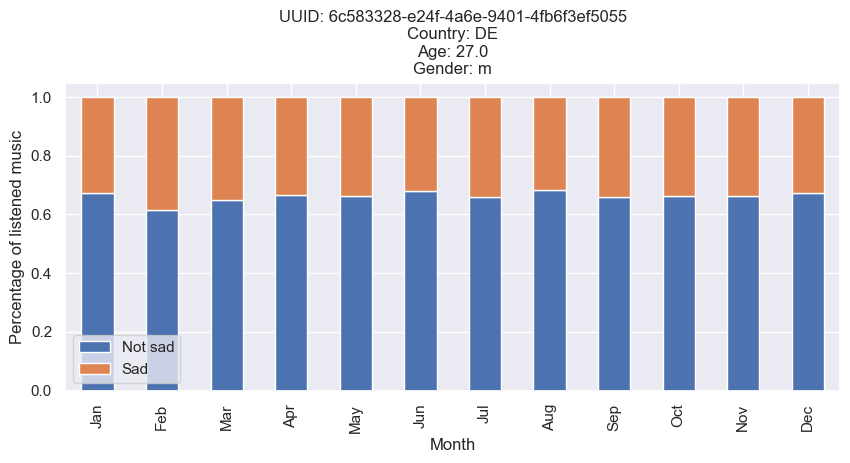 UUID: 6c583328-e24f-4a6e-9401-4fb6f3ef5055
Country: DE
Age: 27.0
Gender: m
Percentage of listened music
1.0
0.8
0.6
0.4
0.2
0.0
Not sad
Sad
Jan
Feb
Mar
Apr
May
Jun
Jul
Aug
Sep
Oct
Nov
Dec
Month